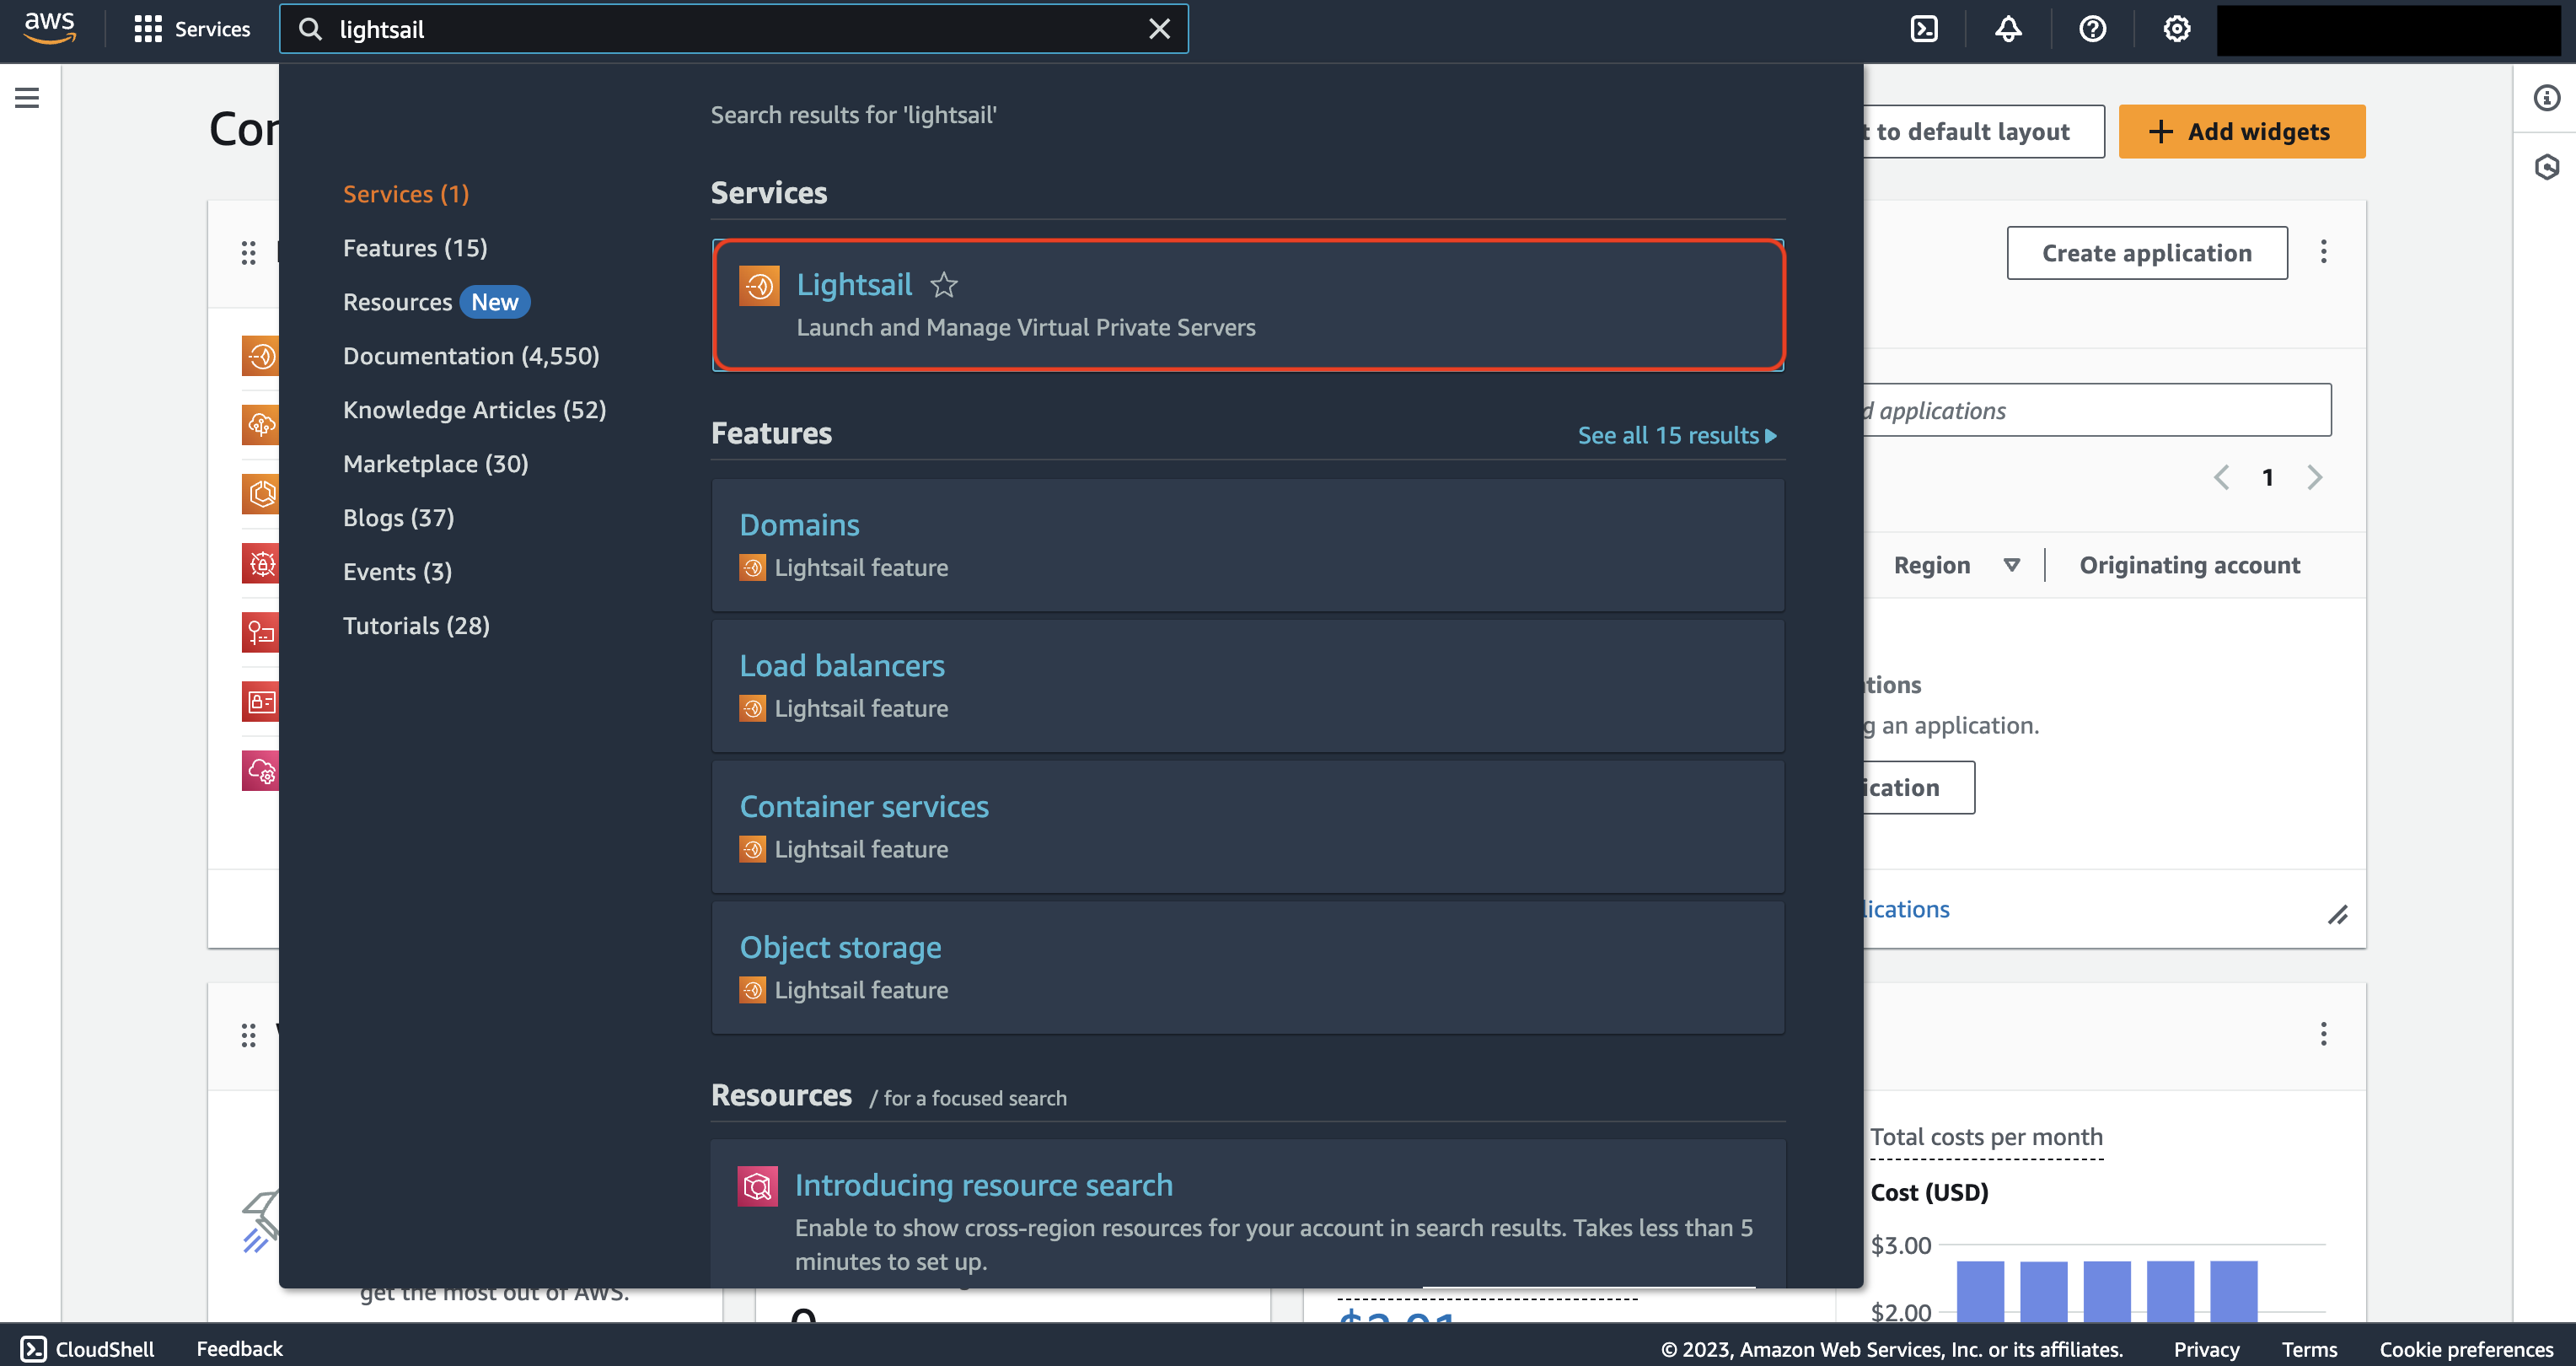 aws
Services
lightsail
Con
Search results for 'lightsail'
t to default layout
Add widgets
Services (1)
Features (15)
Resources New
Documentation (4,550)
Knowledge Articles (52)
Marketplace (30)
Blogs (37)
Events (3)
Tutorials (28)
Services
Lightsail
Launch and Manage Virtual Private Servers
Features
See all 15 results
Domains
Lightsail feature
Load balancers
Lightsail feature
Container services
Lightsail feature
Object storage
Lightsail feature
Resources / for a focused search
Introducing resource search
Enable to show cross-region resources for your account in search results. Takes less than 5
minutes to set up.
Create application
d applications
1
Region
Originating account
tions
g an application.
ication
lications
Total costs per month
Cost (USD)
$3.00
$2.00
get the most out of AWS.
CloudShell
Feedback
© 2023, Amazon Web Services, Inc. or its affiliates.
Privacy
Terms
Cookie preferences